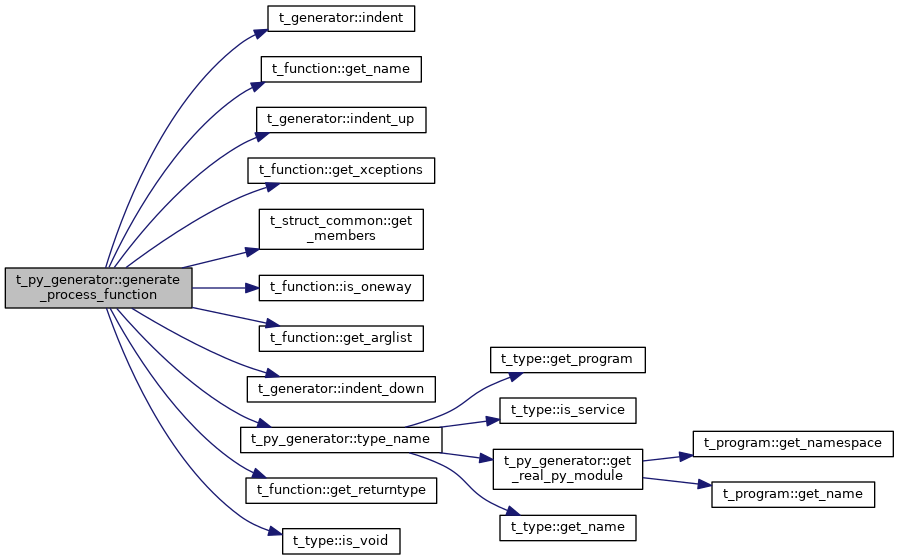 t_generator::indent
t_function::get_name
t_generator::indent_up
t_function::get_xceptions
t_struct_common::get
_members
t_py_generator::generate
_process_function
t_function::is_oneway
t_function::get_arglist
t_generator::indent_down
t_py_generator::type_name
t_function::get_returntype
t_type::is_void
t_type::get_program
t_type::is_service
t_py_generator::get
_real_py_module
t_type::get_name
t_program::get_namespace
t_program::get_name